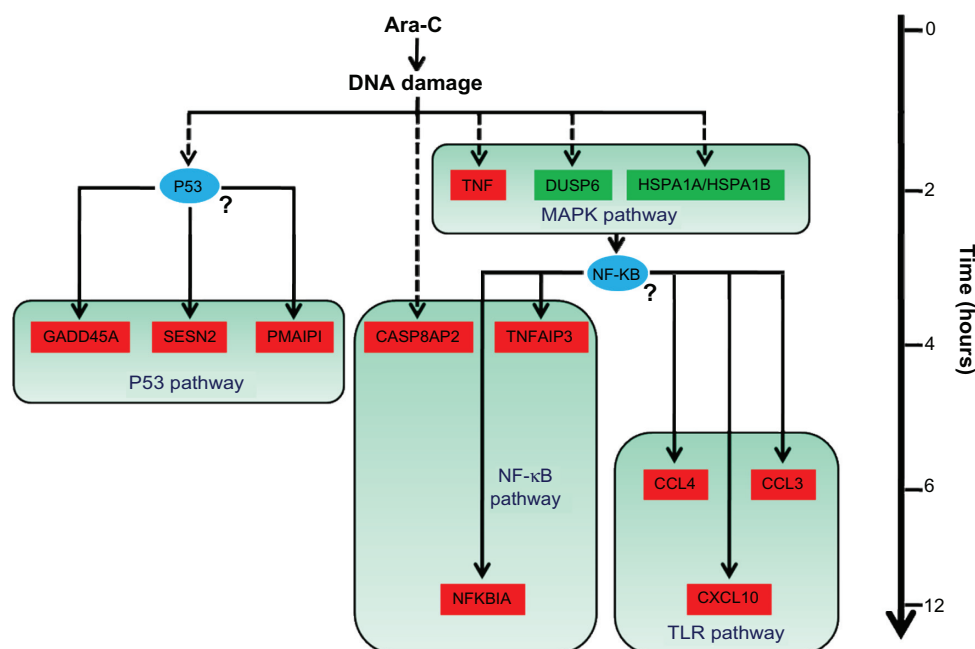 Ara-C
0
DNA damage
P53
?
TNF
DUSP6
HSPA1A/HSPA1B
2
MAPK pathway
NF-KB
?
Time (hours)
GADD45A
SESN2
PMAIPI
CASP8AP2
TNFAIP3
4
P53 pathway
NF-κB
pathway
CCL4
CCL3
6
NFKBIA
CXCL10
12
TLR pathway